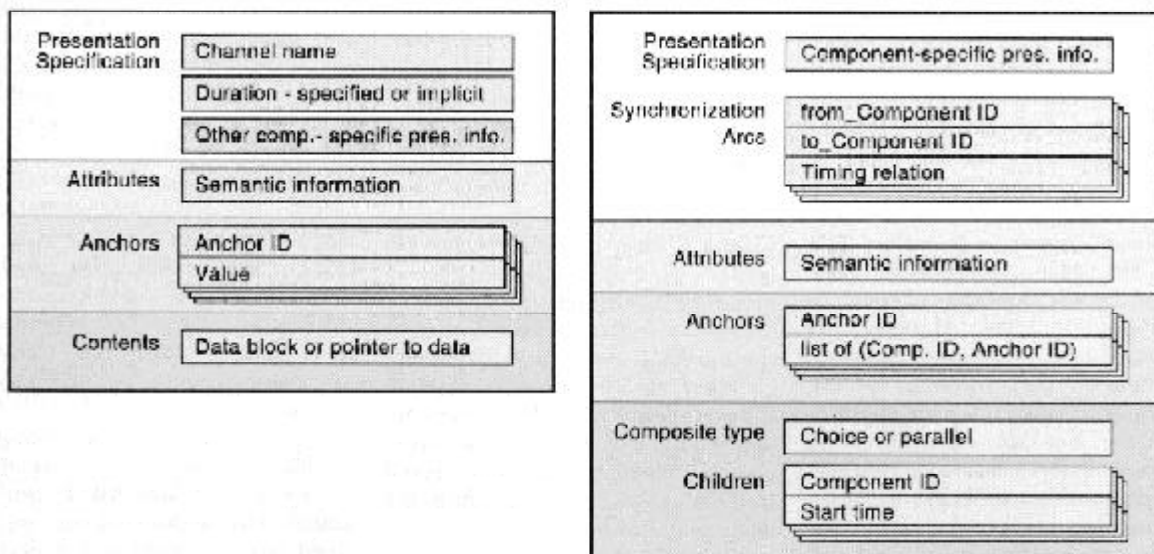 Presentation Specification
Channel name
Duration - specified or implicit
Other comp.- specific pres. info.
Attributes
Semantic information
Anchors
Anchor ID
Value
Contents
Data block or pointer to data
Presentation Specification
Component-specific pres. info.
Synchronization Arcs
from_Component ID
to_Component ID
Timing relation
Attributes
Semantic information
Anchors
Anchor ID
list of (Comp. ID, Anchor ID)
Composite type
Choice or parallel
Children
Component ID
Start time